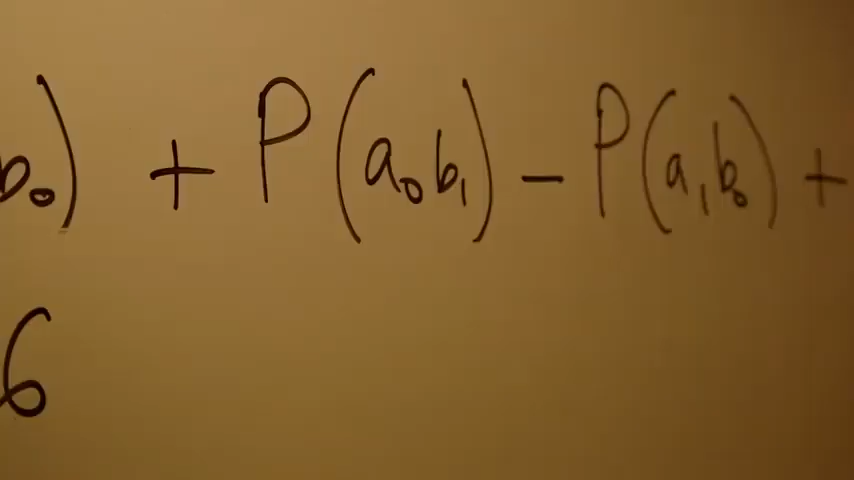 b₀) + P(a₀b₁) - P(a₁b₀) +
6